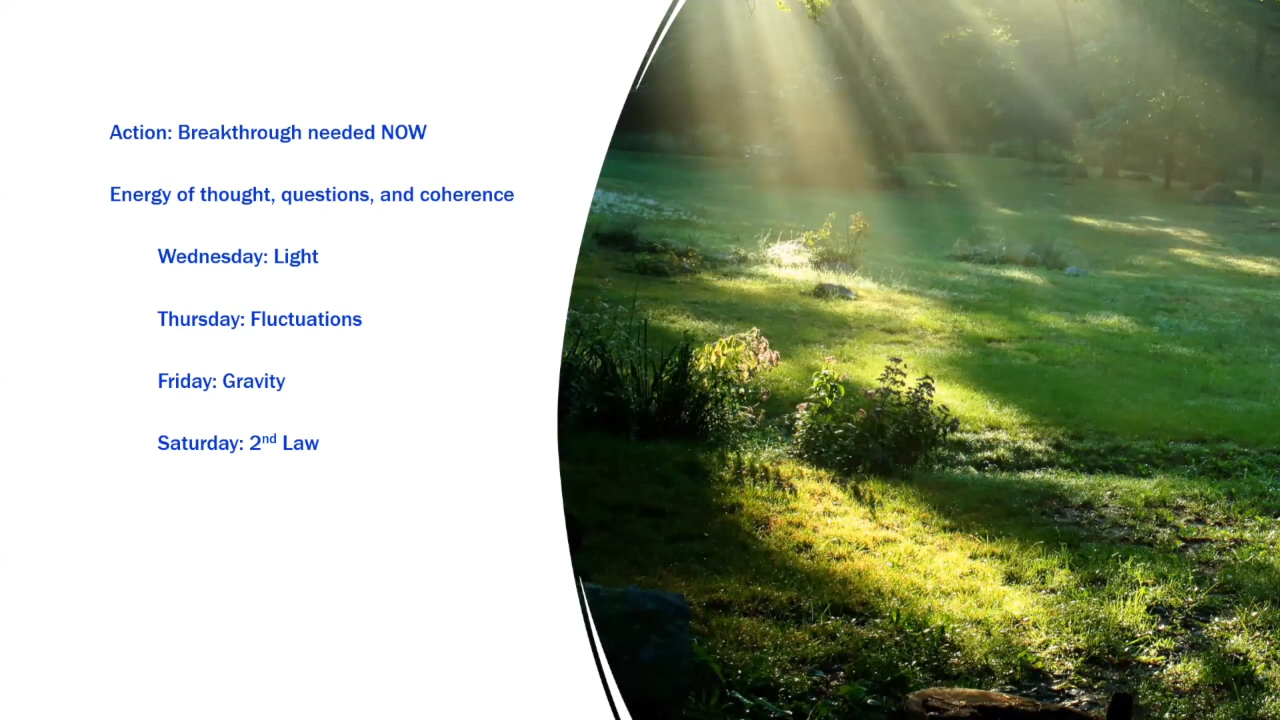 Action: Breakthrough needed NOW
Energy of thought, questions, and coherence
Wednesday: Light
Thursday: Fluctuations
Friday: Gravity
Saturday: 2nd Law